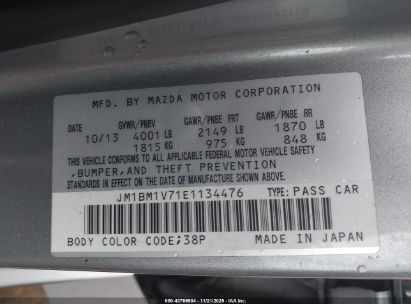 MFD. BY MAZDA MOTOR CORPORATION
DATE GVWR/PNBV GAWR/PNBE FRT GAWR/PNBE RR
10/13 4001 LB 2149 LB 1870 LB
1815 KG 975 KG 848 KG
THIS VEHICLE CONFORMS TO ALL APPLICABLE FEDERAL MOTOR VEHICLE SAFETY
,BUMPER,AND THEFT PREVENTION
STANDARDS IN EFFECT ON THE DATE OF MANUFACTURE SHOWN ABOVE.
JM1BM1V71E1134476 TYPE: PASS CAR
BODY COLOR CODE;38P MADE IN JAPAN